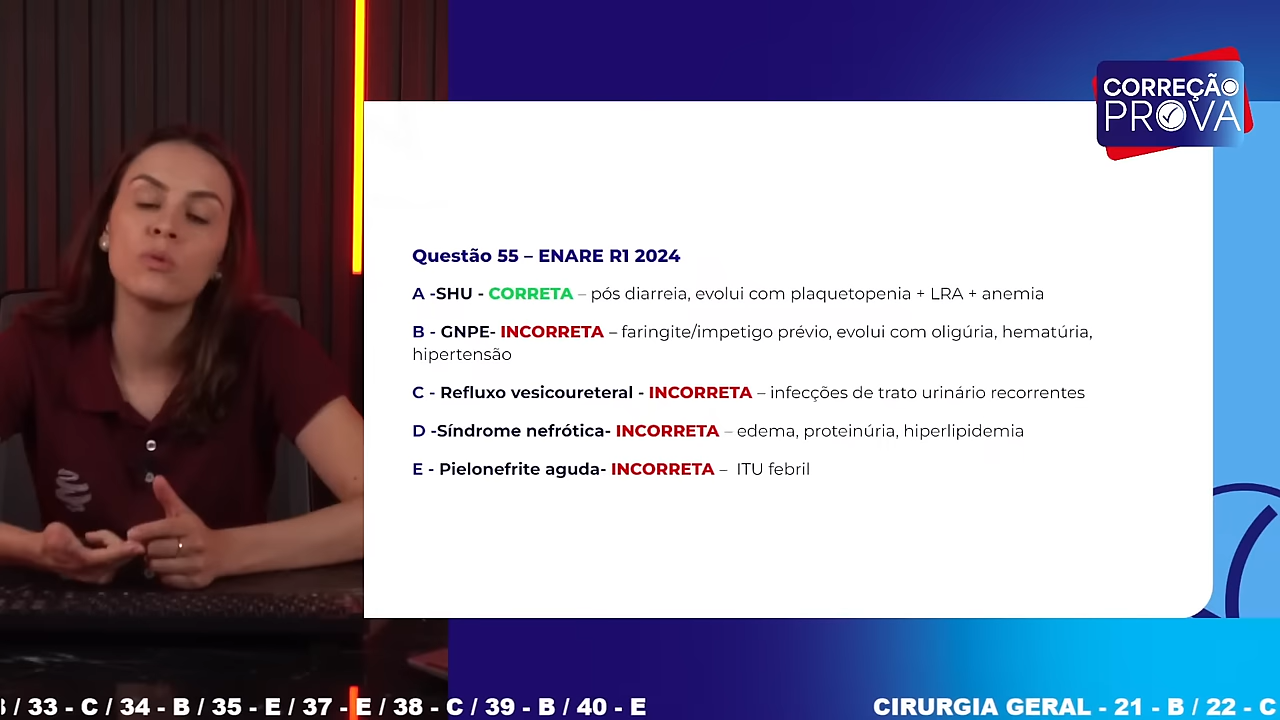 CORREÇÃO
PROVA
Questão 55 – ENARE R1 2024
A -SHU - CORRETA – pós diarreia, evolui com plaquetopenia + LRA + anemia
B - GNPE- INCORRETA – faringite/impetigo prévio, evolui com oligúria, hematúria,
hipertensão
C - Refluxo vesicoureteral - INCORRETA – infecções de trato urinário recorrentes
D -Síndrome nefrótica- INCORRETA – edema, proteinúria, hiperlipidemia
E - Pielonefrite aguda- INCORRETA – ITU febril
/ 33 - C / 34 - B / 35 - E / 37 - E / 38 - C / 39 - B / 40 - E CIRURGIA GERAL - 21 - B / 22 - C